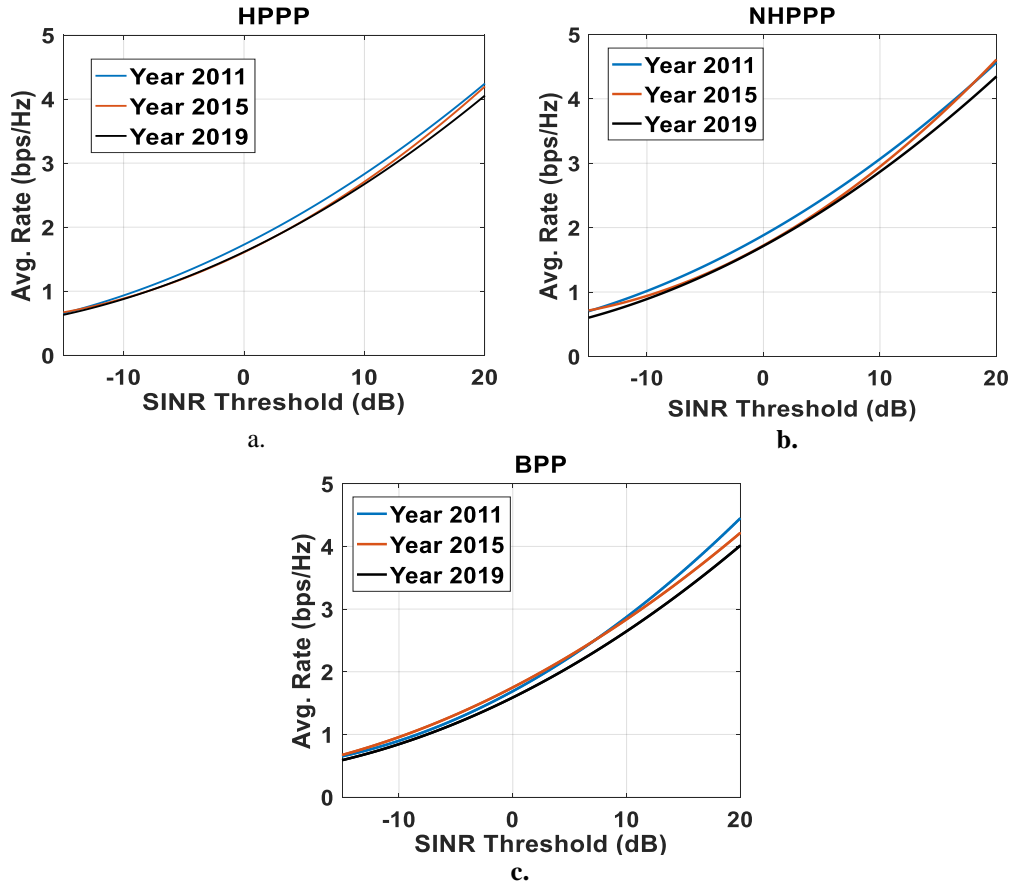 HPPP
5
4
3
2
1
0
Avg. Rate (bps/Hz)
Year 2011
Year 2015
Year 2019
-10 0 10 20
SINR Threshold (dB)
a.
NHPPP
5
4
3
2
1
0
Avg. Rate (bps/Hz)
Year 2011
Year 2015
Year 2019
-10 0 10 20
SINR Threshold (dB)
b.
BPP
5
4
3
2
1
0
Avg. Rate (bps/Hz)
Year 2011
Year 2015
Year 2019
-10 0 10 20
SINR Threshold (dB)
c.